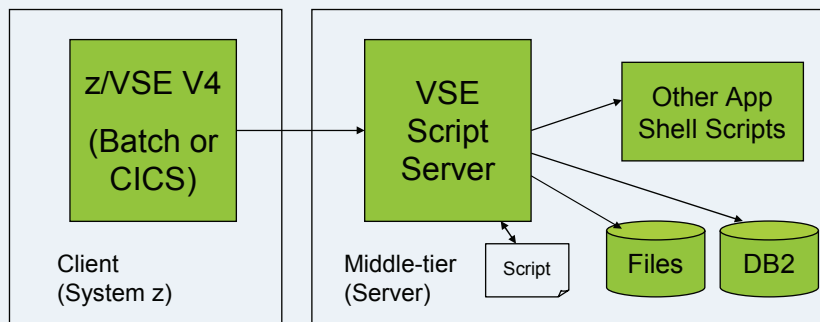 z/VSE V4
(Batch or
CICS)
VSE
Script
Server
Other App
Shell Scripts
Client
(System z)
Middle-tier
(Server)
Script
Files
DB2